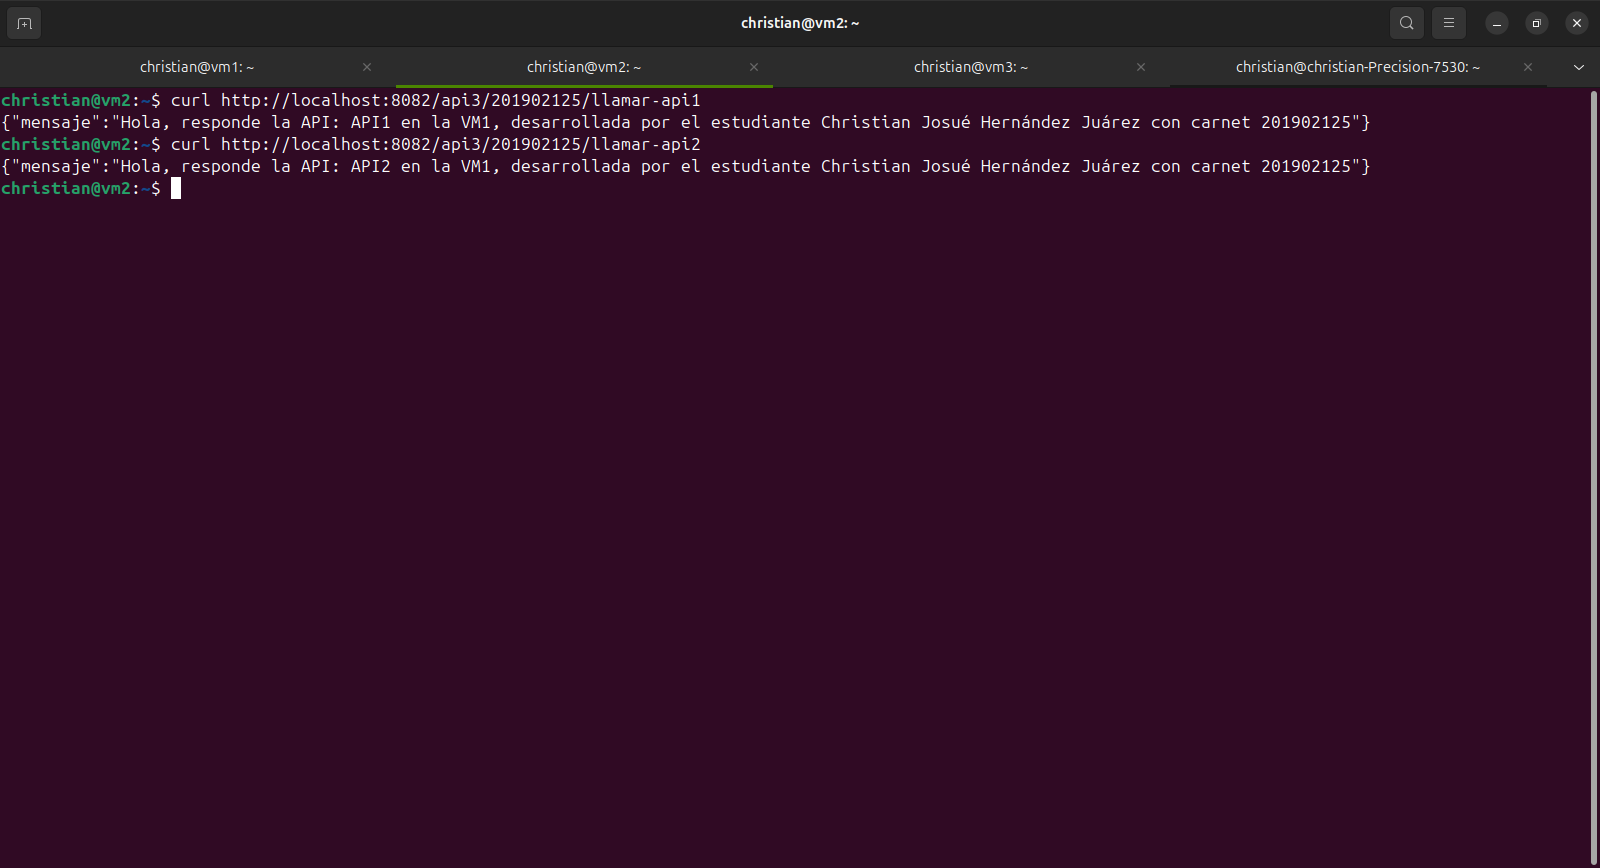 christian@vm2: ~
christian@vm1: ~
christian@vm2: ~
christian@vm3: ~
christian@christian-Precision-7530: ~
christian@vm2:~$ curl http://localhost:8082/api3/201902125/llamar-api1
{"mensaje":"Hola, responde la API: API1 en la VM1, desarrollada por el estudiante Christian Josué Hernández Juárez con carnet 201902125"}
christian@vm2:~$ curl http://localhost:8082/api3/201902125/llamar-api2
{"mensaje":"Hola, responde la API: API2 en la VM1, desarrollada por el estudiante Christian Josué Hernández Juárez con carnet 201902125"}
christian@vm2:~$